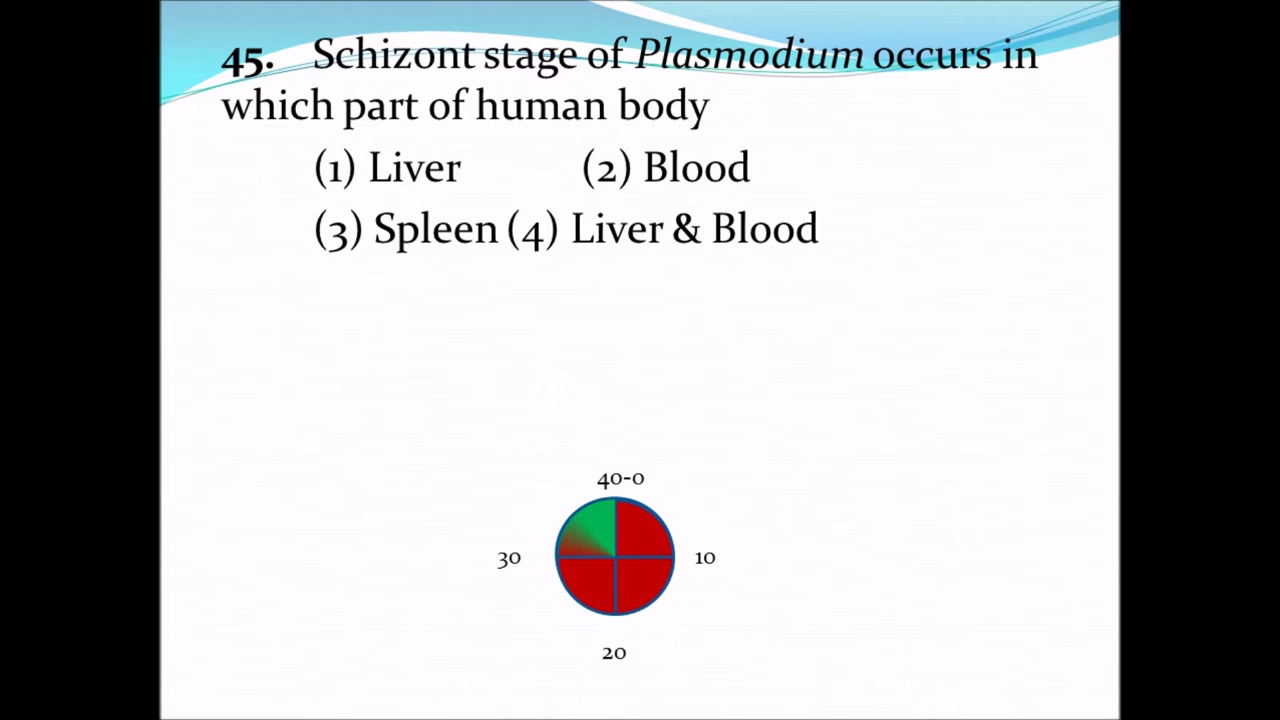 45. Schizont stage of Plasmodium occurs in
which part of human body
(1) Liver (2) Blood
(3) Spleen (4) Liver & Blood
40-0
30 10
20